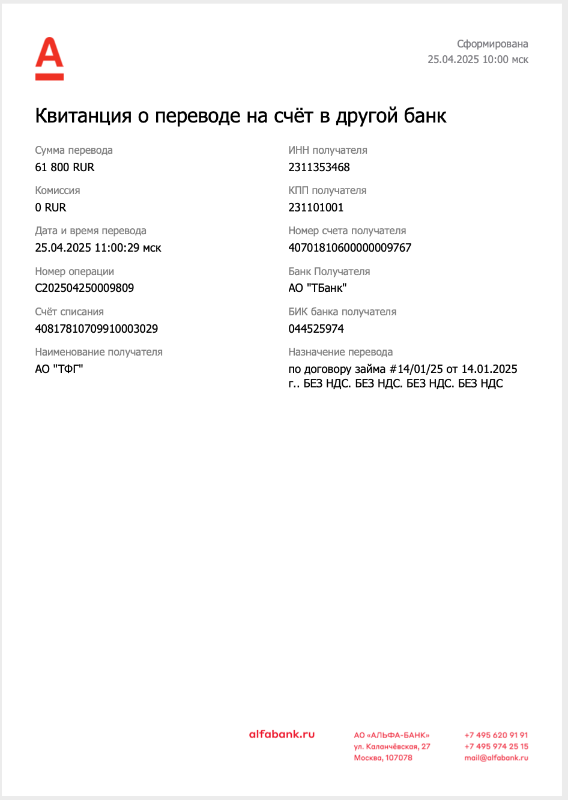 Сформирована
25.04.2025 10:00 мск
Квитанция о переводе на счёт в другой банк
Сумма перевода
61 800 RUR
Комиссия
0 RUR
Дата и время перевода
25.04.2025 11:00:29 мск
Номер операции
C202504250009809
Счёт списания
40817810709910003029
Наименование получателя
АО "ТФГ"
ИНН получателя
2311353468
КПП получателя
231101001
Номер счета получателя
40701810600000009767
Банк Получателя
АО "ТБанк"
БИК банка получателя
044525974
Назначение перевода
по договору займа #14/01/25 от 14.01.2025
г.. БЕЗ НДС. БЕЗ НДС. БЕЗ НДС. БЕЗ НДС
alfabank.ru
АО «АЛЬФА-БАНК»
ул. Каланчёвская, 27
Москва, 107078
+7 495 620 91 91
+7 495 974 25 15
mail@alfabank.ru